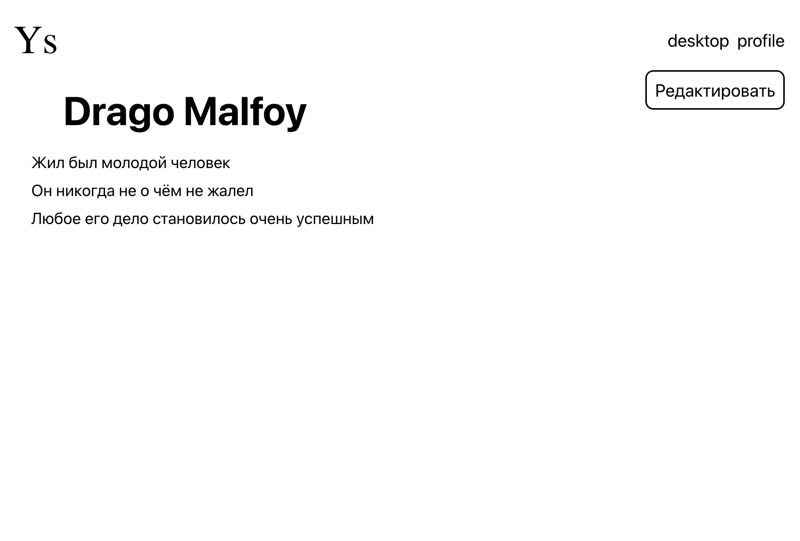 Ys
desktop profile
Редактировать
Drago Malfoy
Жил был молодой человек
Он никогда не о чём не жалел
Любое его дело становилось очень успешным